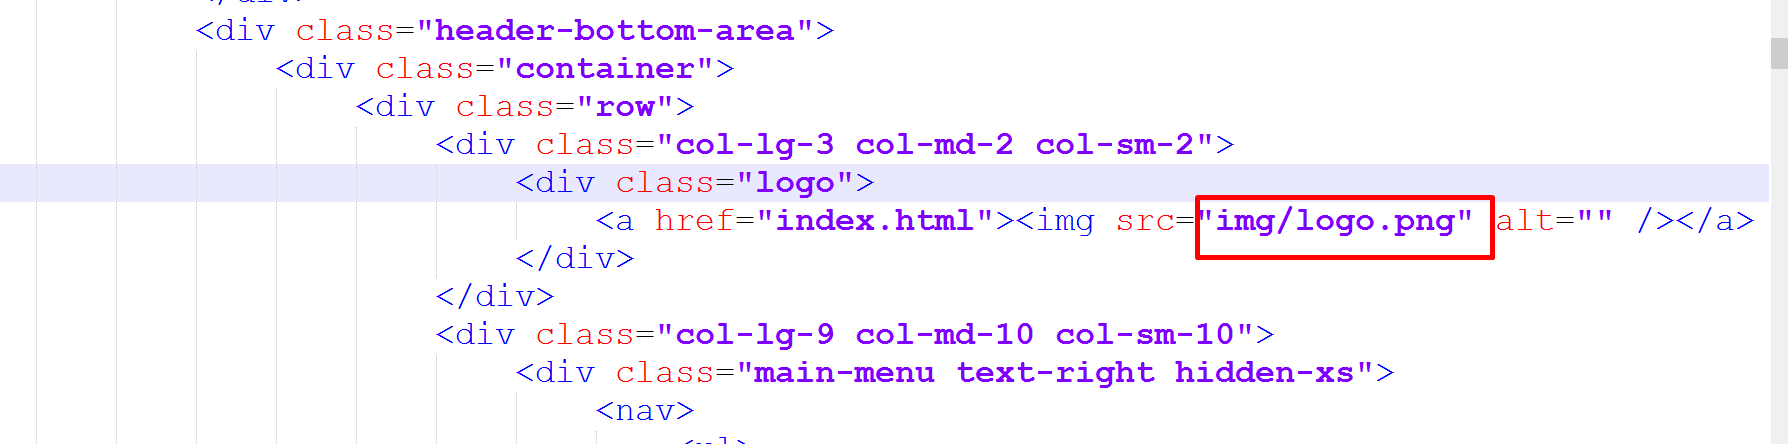 <div class="header-bottom-area">
<div class="container">
<div class="row">
<div class="col-lg-3 col-md-2 col-sm-2">
<div class="logo">
<a href="index.html"><img src="img/logo.png" alt="" /></a>
</div>
</div>
<div class="col-lg-9 col-md-10 col-sm-10">
<div class="main-menu text-right hidden-xs">
<nav>